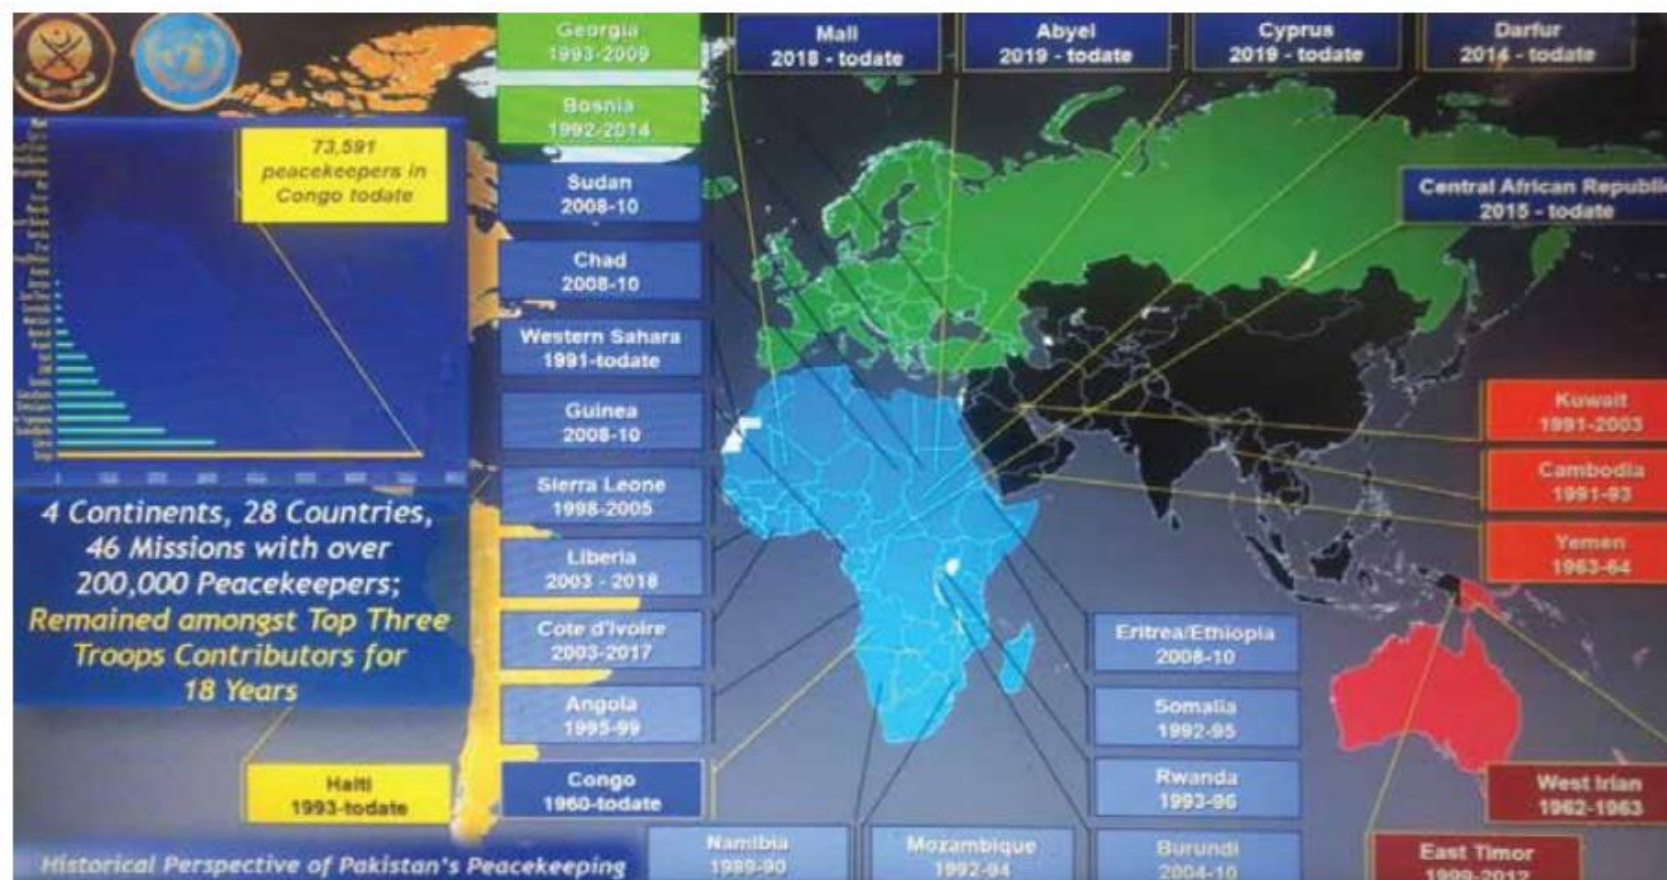 Georgia
1993-2009
Mali
2018 - todate
Abyei
2019 - todate
Cyprus
2019 - todate
Darfur
2014 - todate
Bosnia
1992-2014
73,591
peacekeepers in
Congo todate
Sudan
2008-10
Central African Republic
2015 - todate
Chad
2008-10
Western Sahara
1991-todate
Guinea
2008-10
Kuwait
1991-2003
Sierra Leone
1998-2005
Cambodia
1991-93
4 Continents, 28 Countries,
46 Missions with over
200,000 Peacekeepers;
Remained amongst Top Three
Troops Contributors for
18 Years
Liberia
2003 - 2018
Yemen
1963-64
Cote d'Ivoire
2003-2017
Eritrea/Ethiopia
2008-10
Angola
1995-99
Somalia
1992-95
Haiti
1993-todate
Congo
1960-todate
Rwanda
1993-96
West Irian
1962-1963
Historical Perspective of Pakistan's Peacekeeping
Namibia
1989-90
Mozambique
1992-94
Burundi
2004-10
East Timor
1999-2012